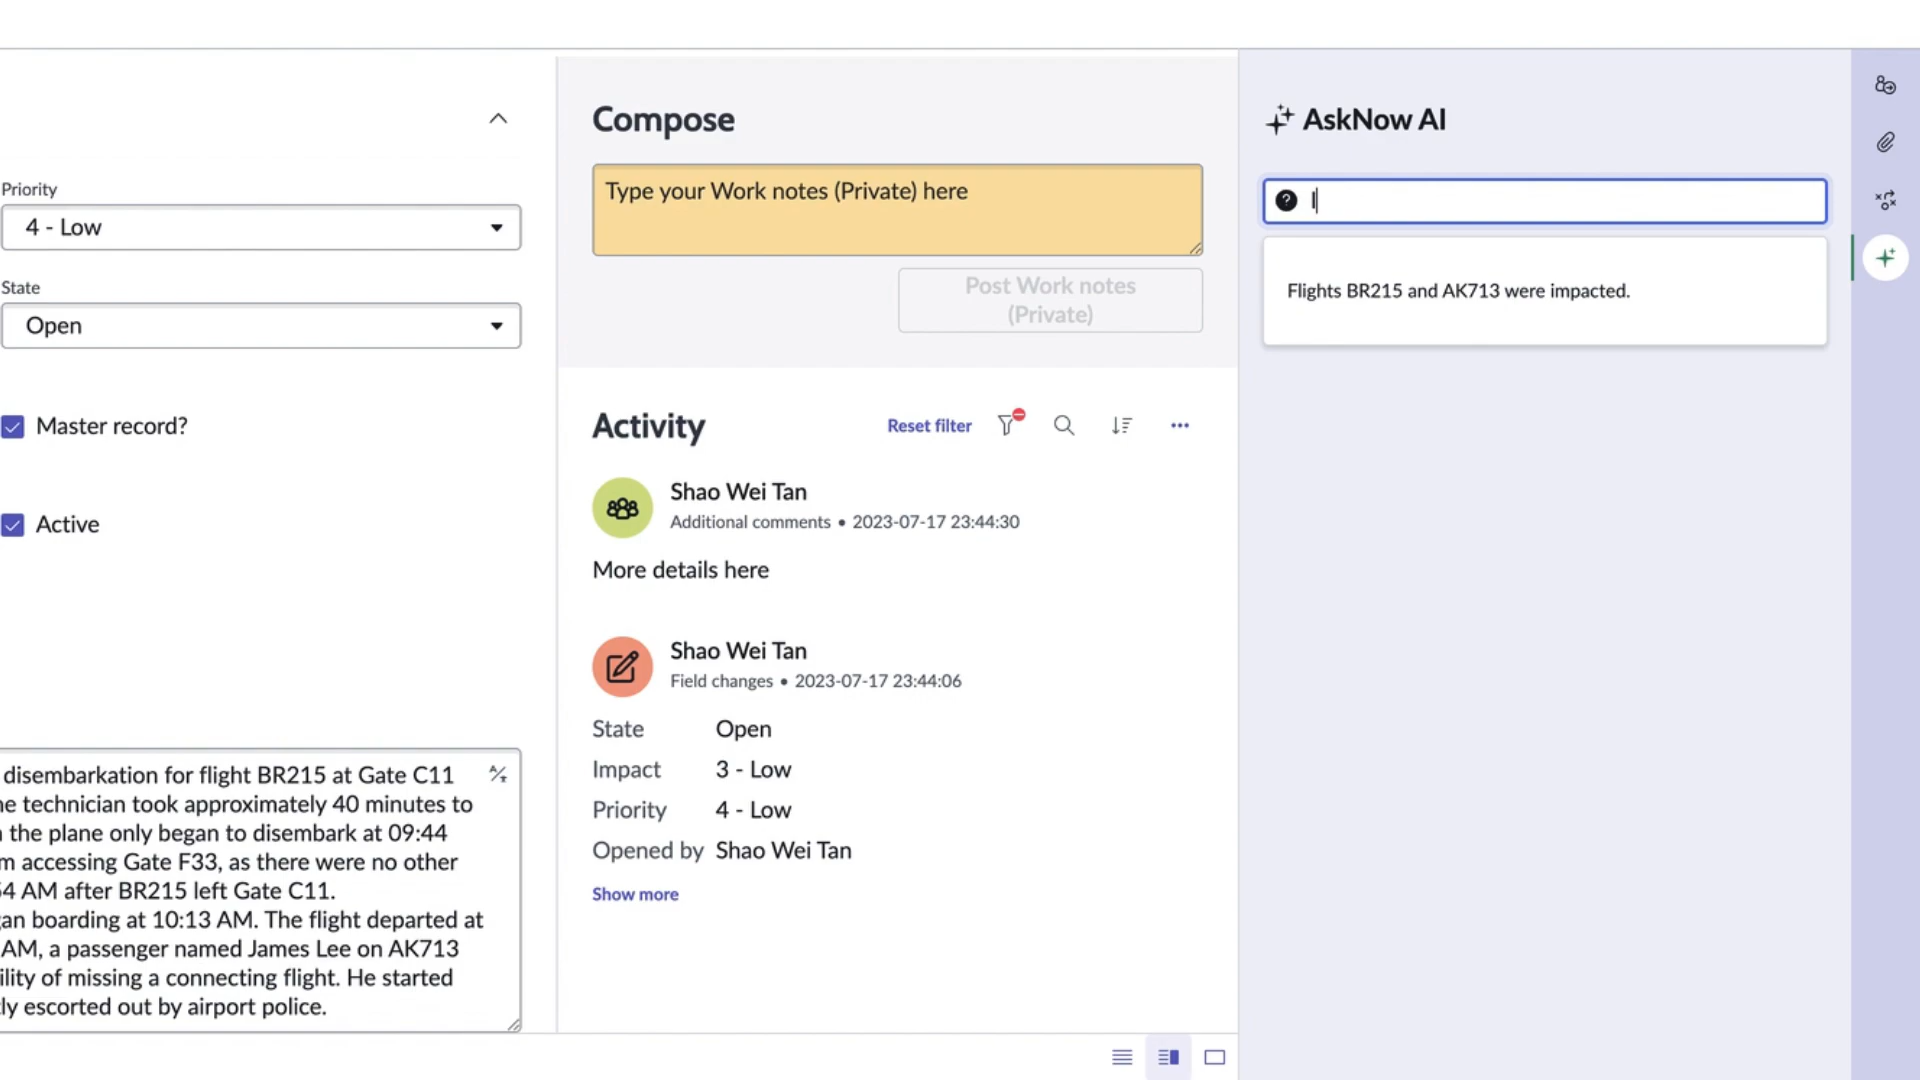 Priority
4 - Low
State
Open
Master record?
Active
disembarkation for flight BR215 at Gate C11
technician took approximately 40 minutes to
the plane only began to disembark at 09:44
accessing Gate F33, as there were no other
AM after BR215 left Gate C11.
boarding at 10:13 AM. The flight departed at
AM, a passenger named James Lee on AK713
of missing a connecting flight. He started
escorted out by airport police.
Compose
Type your Work notes (Private) here
Post Work notes
(Private)
Activity
Reset filter
Shao Wei Tan
Additional comments • 2023-07-17 23:44:30
More details here
Shao Wei Tan
Field changes • 2023-07-17 23:44:06
State Open
Impact 3 - Low
Priority 4 - Low
Opened by Shao Wei Tan
Show more
AskNow AI
Flights BR215 and AK713 were impacted.